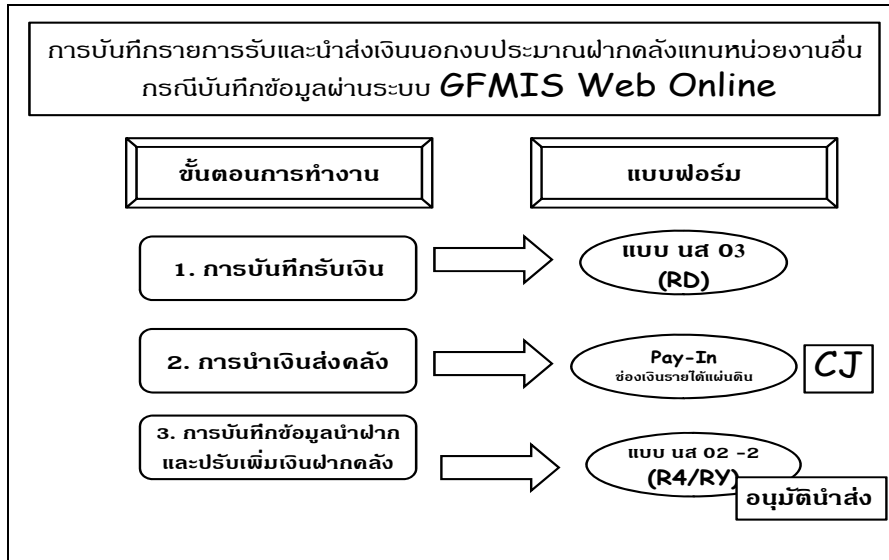 การบันทึกรายการรับและนำส่งเงินนอกงบประมาณฝากคลังแทนหน่วยงานอื่น
กรณีบันทึกข้อมูลผ่านระบบ GFMIS Web Online
ขั้นตอนการทำงาน
แบบฟอร์ม
1. การบันทึกรับเงิน
แบบ นส 03
(RD)
2. การนำเงินส่งคลัง
Pay-In
ช่องเงินรายได้แผ่นดิน
CJ
3. การบันทึกข้อมูลนำฝาก
และปรับเพิ่มเงินฝากคลัง
แบบ นส 02 -2
(R4/RY)
อนุมัตินำส่ง